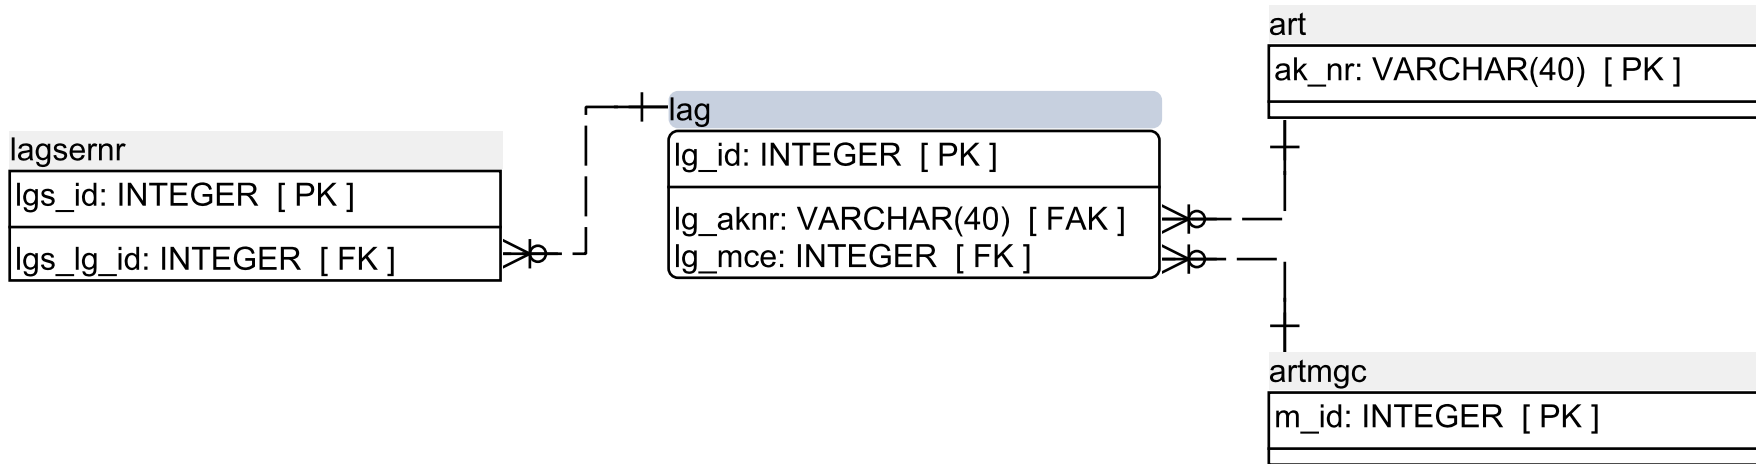 lagsernr
lgs_id: INTEGER [ PK ]
lgs_lg_id: INTEGER [ FK ]
lag
lg_id: INTEGER [ PK ]
lg_aknr: VARCHAR(40) [ FAK ]
lg_mce: INTEGER [ FK ]
art
ak_nr: VARCHAR(40) [ PK ]
artmgc
m_id: INTEGER [ PK ]